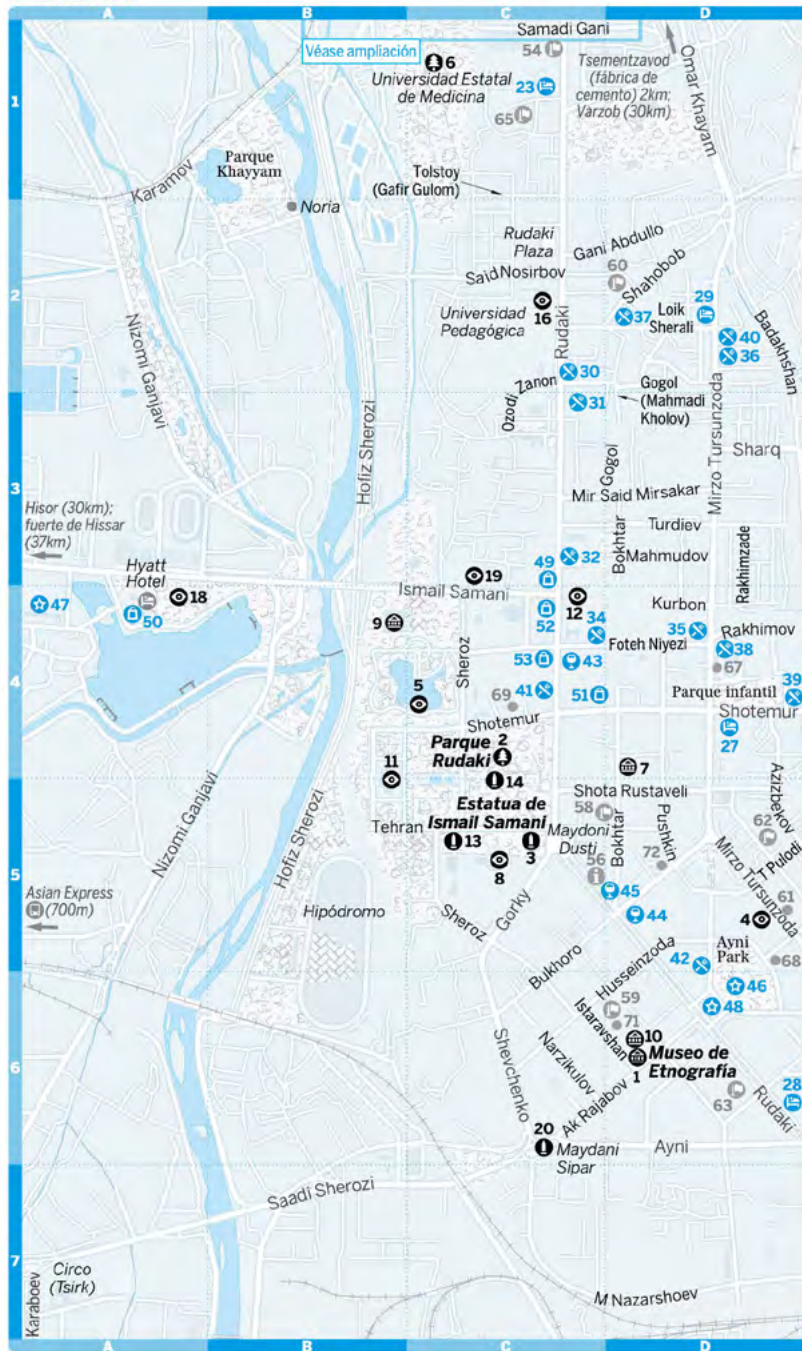 A
B
C
D
Samadi Gani
Véase ampliación
54
6
Universidad Estatal
de Medicina
23
65
Tsementzavod
(fábrica de
cemento) 2km;
Varzob (30km)
Omar Khayam
1
Parque
Khayyam
Karamov
Noria
Tolstoy
(Gafir Gulom)
Rudaki
Plaza
Gani Abdullo
Said Nosirbov
60
Shahobob
2
16
Universidad
Pedagógica
Rudaki
37
Loik
Sherali
29
40
36
Badakhshan
Nizomi Ganjavi
30
Ozodi
Zanon
31
Gogol
(Mahmadi
Kholov)
Hofiz Sherozi
Mirzo Tursunzoda
Sharq
Gogol
3
Mir Said Mirsakar
Hisor (30km);
fuerte de Hissar
(37km)
Turdiev
Bokhtar
32
Mahmudov
Rakhimzade
Hyatt
Hotel
49
19
18
Ismail Samani
47
50
12
Kurbon
52
34
9
35
Rakhimov
Foteh Niyezi
38
53
43
67
Sheroz
4
5
41
51
69
Parque infantil
39
Shotemur
Shotemur
27
2
Parque
Rudaki
11
7
14
Shota Rustaveli
Azizbekov
Estatua de
Ismail Samani
58
62
Tehran
13
3
Maydoni
Dusti
Bokhtar
Pushkin
72
T Pulodi
Nizomi Ganjavi
Hofiz Sherozi
8
56
5
Mirzo Tursunzoda
45
61
Asian Express
(700m)
Hipódromo
Gorky
44
4
Sheroz
Ayni
Park
Bukhoro
Husseinzoda
42
68
46
59
48
71
Istaravshan
10
Museo de
Etnografía
1
6
Narzikulov
Shevchenko
28
63
Rudaki
Ak Rajabov
20
Maydani
Sipar
Ayni
Saadi Sherozi
7
Circo
(Tsirk)
Karaboev
M Nazarshoev
A
B
C
D